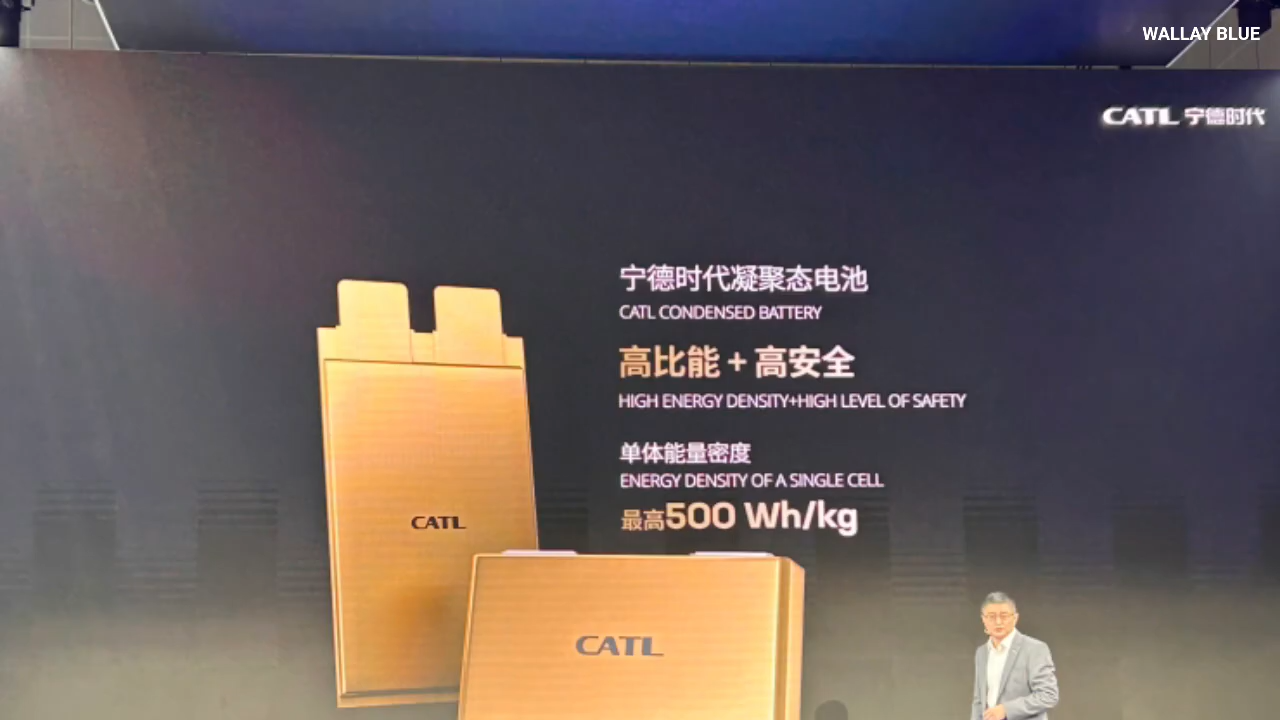 WALLAY BLUE
CATL 宁德时代
宁德时代凝聚态电池
CATL CONDENSED BATTERY
高比能 + 高安全
HIGH ENERGY DENSITY+HIGH LEVEL OF SAFETY
单体能量密度
ENERGY DENSITY OF A SINGLE CELL
最高500 Wh/kg
CATL
CATL